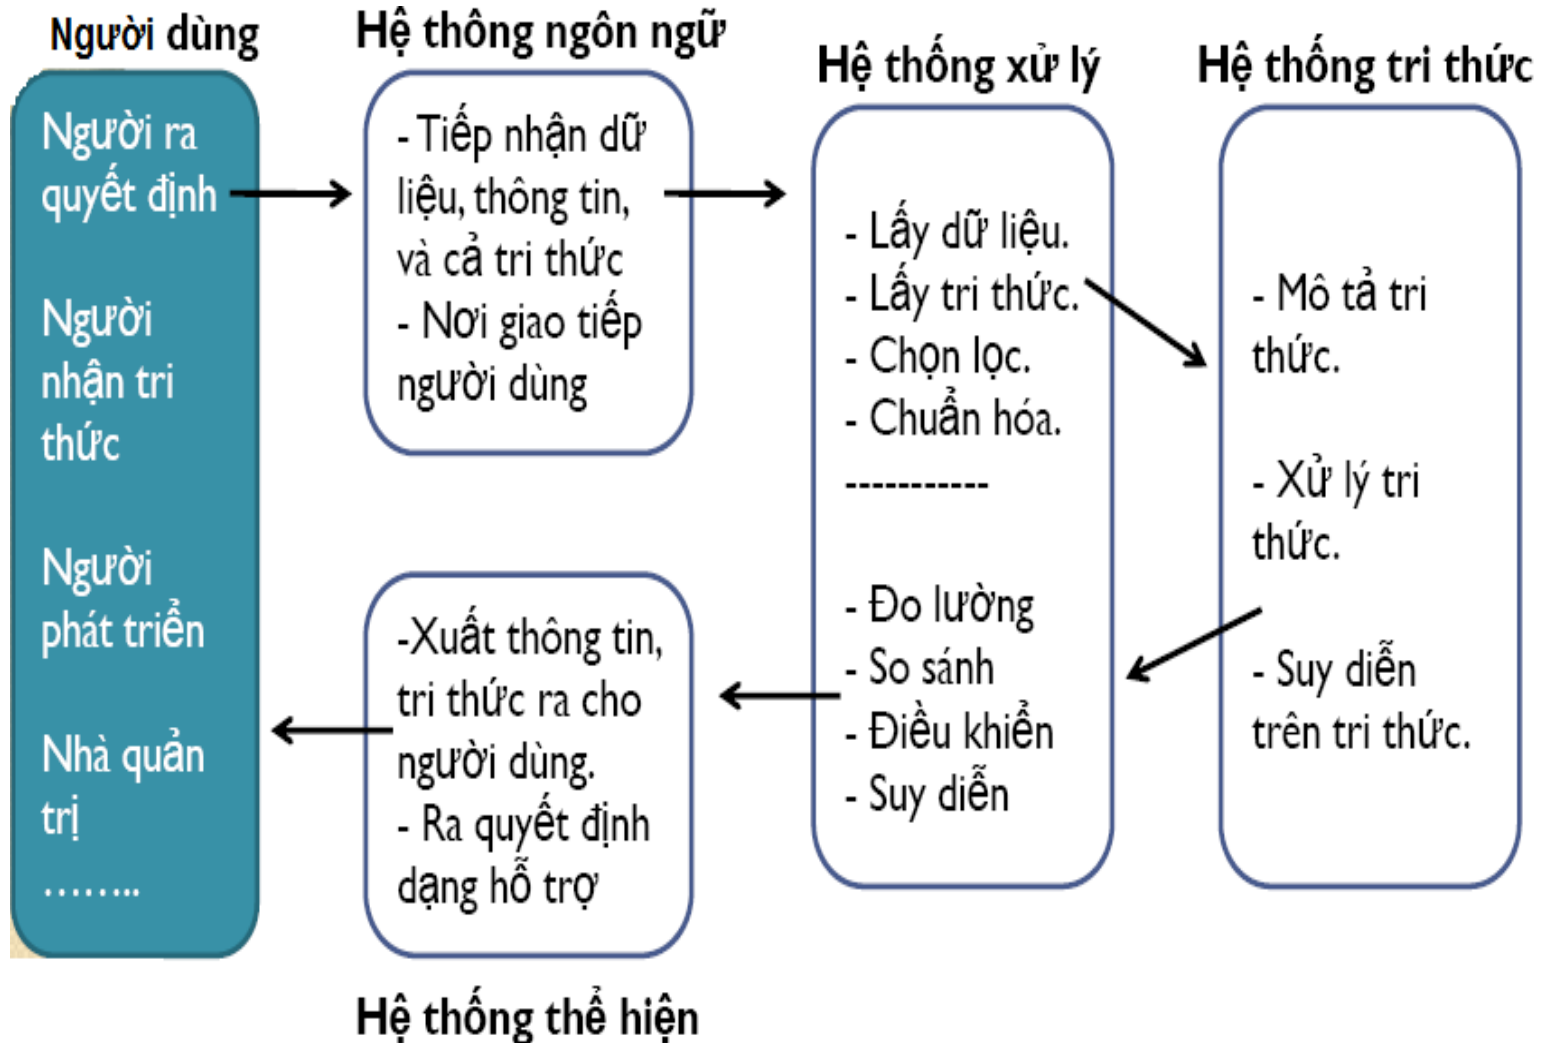 Người dùng
Người ra
quyết định
Người
nhận tri
thức
Người
phát triển
Nhà quản
trị
……..
Hệ thông ngôn ngữ
- Tiếp nhận dữ
liệu, thông tin,
và cả tri thức
- Nơi giao tiếp
người dùng
Hệ thống xử lý
- Lấy dữ liệu.
- Lấy tri thức.
- Chọn lọc.
- Chuẩn hóa.
-----------
- Đo lường
- So sánh
- Điều khiển
- Suy diễn
Hệ thống tri thức
- Mô tả tri
thức.
- Xử lý tri
thức.
- Suy diễn
trên tri thức.
-Xuất thông tin,
tri thức ra cho
người dùng.
- Ra quyết định
dạng hỗ trợ
Hệ thống thể hiện